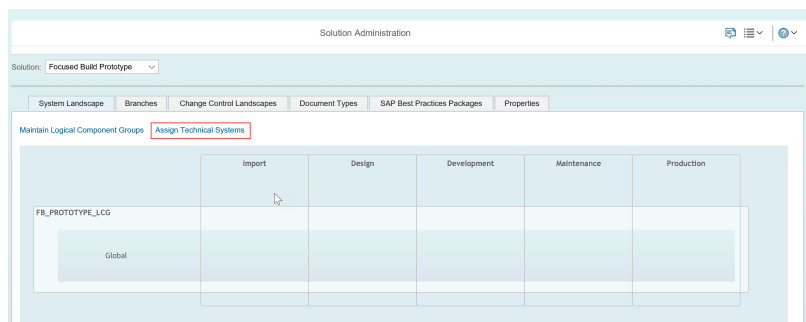 Solution Administration
Solution: Focused Build Prototype
System Landscape Branches Change Control Landscapes Document Types SAP Best Practices Packages Properties
Maintain Logical Component Groups Assign Technical Systems
Import Design Development Maintenance Production
FB_PROTOTYPE_LCG
Global